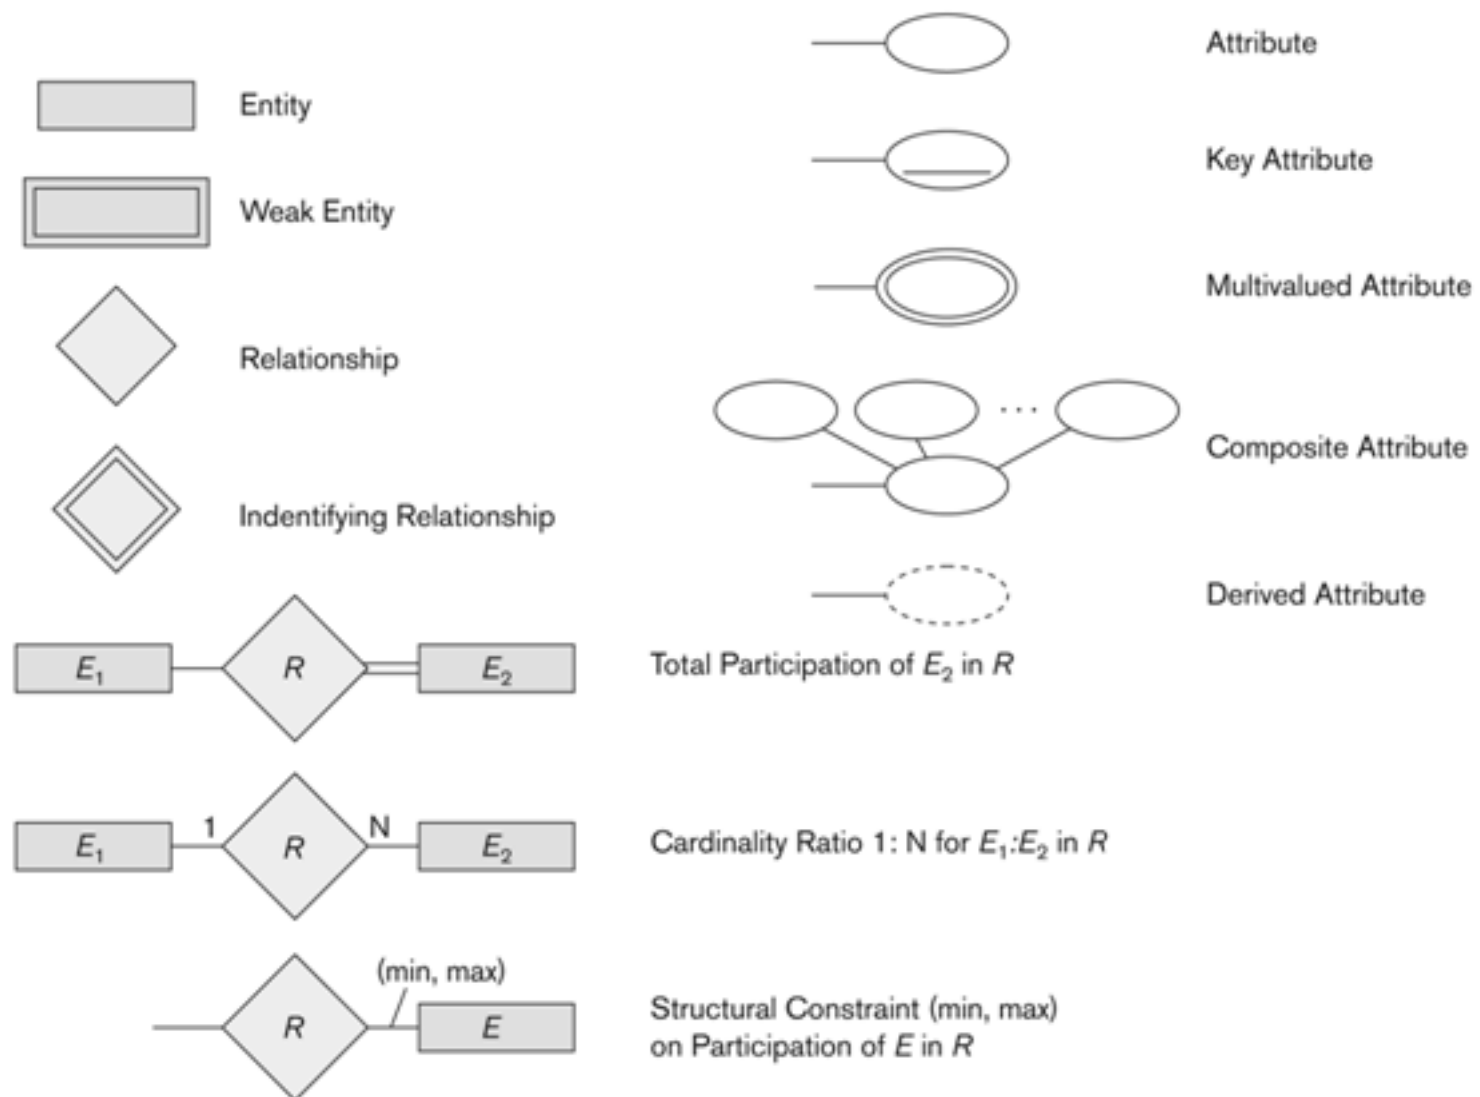 Entity
Weak Entity
Relationship
Indentifying Relationship
Attribute
Key Attribute
Multivalued Attribute
· · ·
Composite Attribute
Derived Attribute
E₁ R E₂ Total Participation of E₂ in R
E₁ 1 R N E₂ Cardinality Ratio 1: N for E₁:E₂ in R
(min, max)
R E Structural Constraint (min, max)
on Participation of E in R